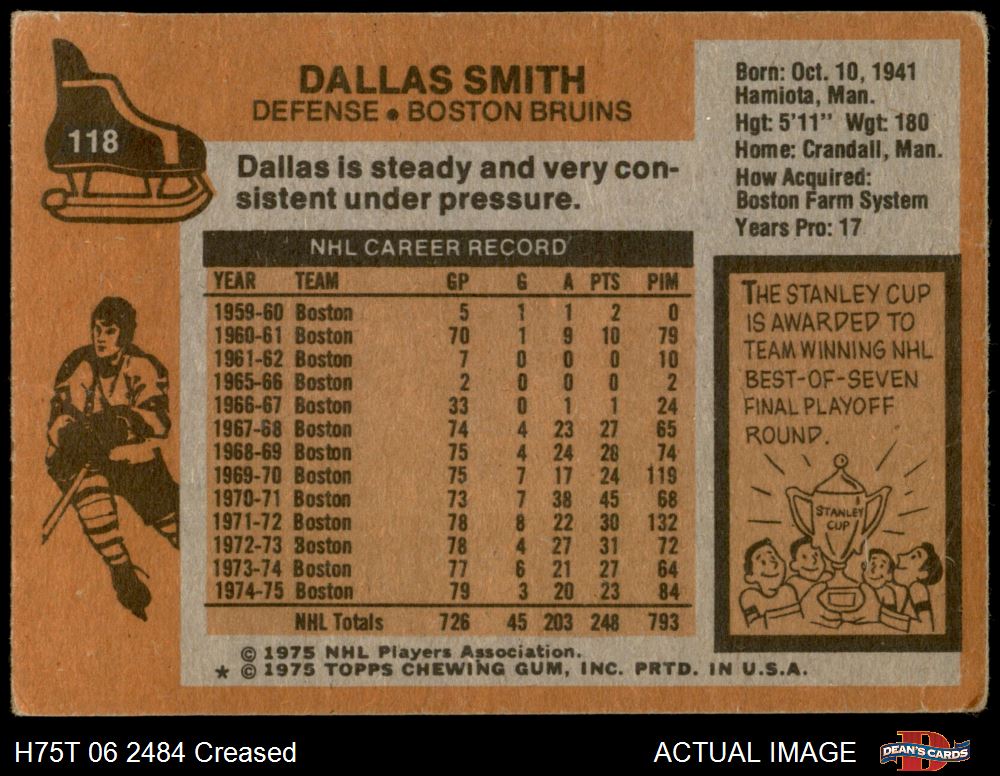 118
DALLAS SMITH
DEFENSE • BOSTON BRUINS
Dallas is steady and very con-
sistent under pressure.
Born: Oct. 10, 1941
Hamiota, Man.
Hgt: 5'11" Wgt: 180
Home: Crandall, Man.
How Acquired:
Boston Farm System
Years Pro: 17
NHL CAREER RECORD
YEAR TEAM GP G A PTS PIM
1959-60 Boston 5 1 1 2 0
1960-61 Boston 70 1 9 10 79
1961-62 Boston 7 0 0 0 10
1965-66 Boston 2 0 0 0 2
1966-67 Boston 33 0 1 1 24
1967-68 Boston 74 4 23 27 65
1968-69 Boston 75 4 24 28 74
1969-70 Boston 75 7 17 24 119
1970-71 Boston 73 7 38 45 68
1971-72 Boston 78 8 22 30 132
1972-73 Boston 78 4 27 31 72
1973-74 Boston 77 6 21 27 64
1974-75 Boston 79 3 20 23 84
NHL Totals 726 45 203 248 793
THE STANLEY CUP
IS AWARDED TO
TEAM WINNING NHL
BEST-OF-SEVEN
FINAL PLAYOFF
ROUND.
STANLEY
CUP
© 1975 NHL Players Association.
* © 1975 TOPPS CHEWING GUM, INC. PRTD. IN U.S.A.
H75T 06 2484 Creased
ACTUAL IMAGE
D
DEAN'S CARDS